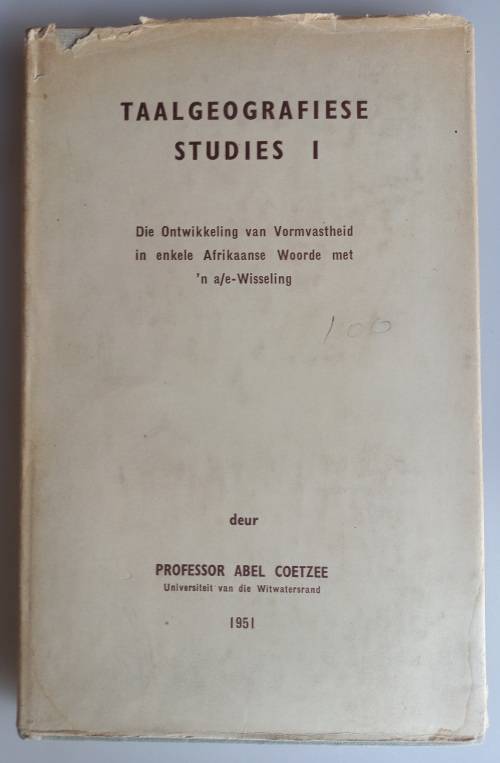 TAALGEOGRAFIESE
STUDIES I
Die Ontwikkeling van Vormvastheid
in enkele Afrikaanse Woorde met
'n a/e-Wisseling
100
deur
PROFESSOR ABEL COETZEE
Universiteit van die Witwatersrand
1951